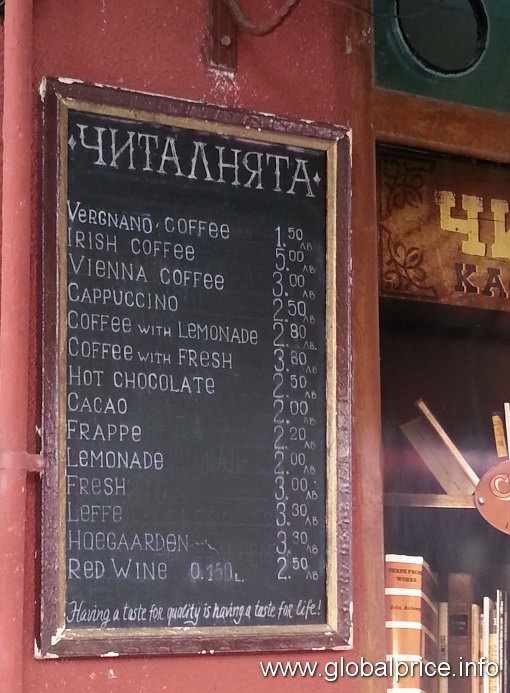 ·ЧИТАЛНЯТА·
Vergnano, coffee 1.50 лв
Irish coffee 5.00 лв
Vienna coffee 3.00 лв
Cappuccino 2.50 лв
Coffee with Lemonade 2.80 лв
Coffee with Fresh 3.80 лв
Hot chocolate 2.50 лв
Cacao 2.00 лв
Frappe 2.20 лв
Lemonade 2.00 лв
Fresh 3.00 лв
Leffe 3.30 лв
Hoegaarden 3.30 лв
Red Wine 0.150L. 2.50 лв
Having a taste for quality is having a taste for life!
THREE PROSE
WORKS
www.globalprice.info